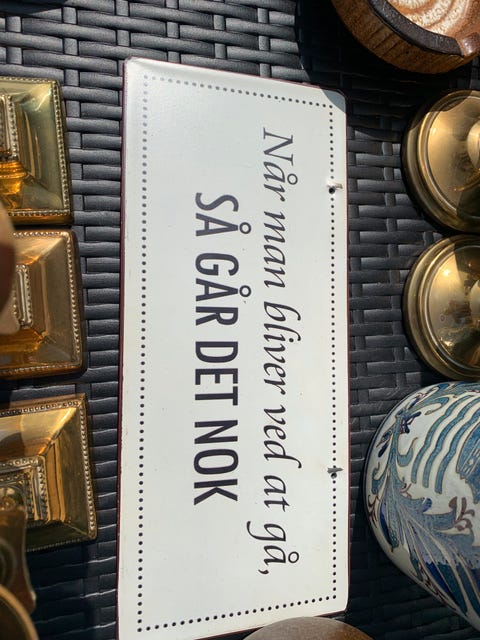 Når man bliver ved at gå,
SÅ GÅR DET NOK